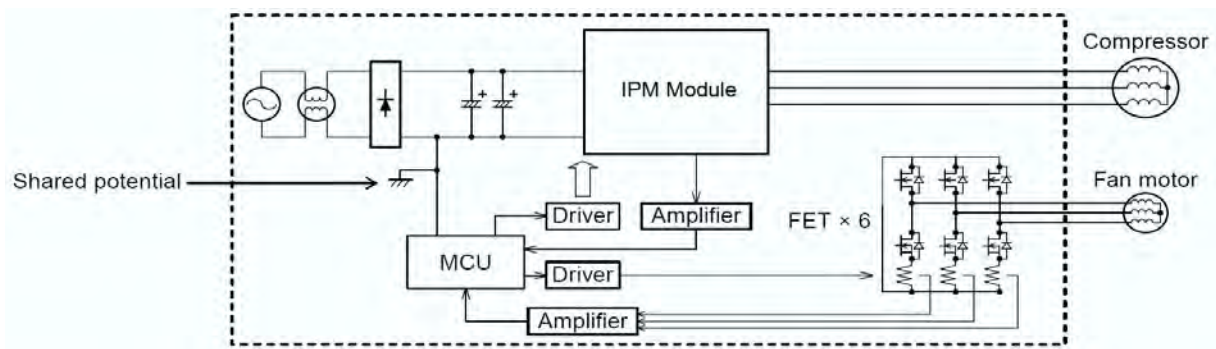 Compressor
IPM Module
Shared potential
Fan motor
Driver
Amplifier
FET × 6
MCU
Driver
Amplifier
+
+